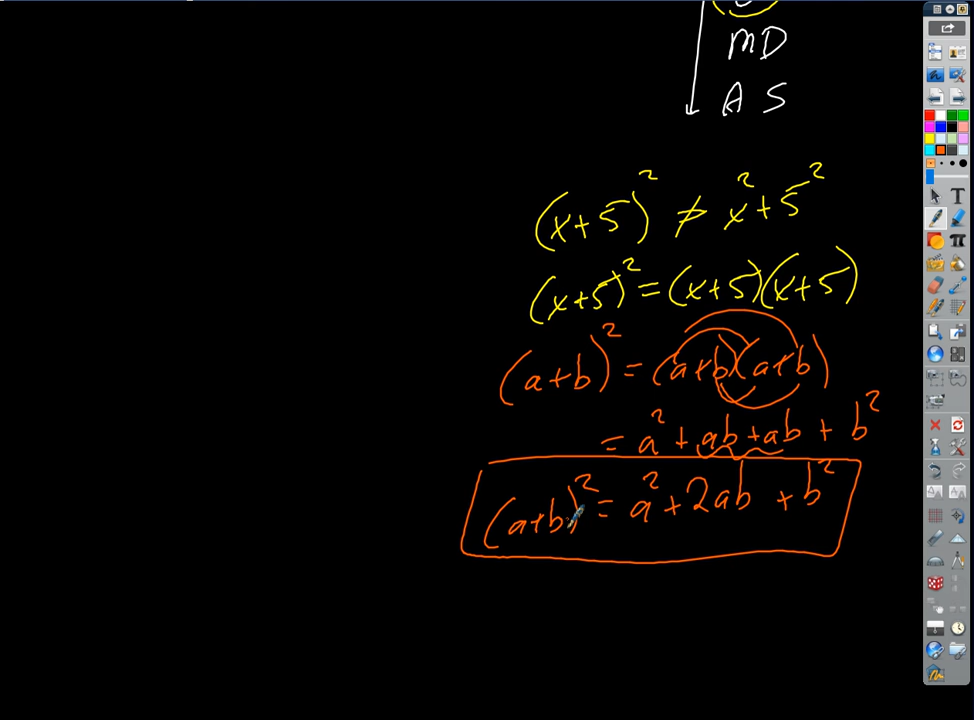 MD
AS
(x+5)² ≠ x²+5²
(x+5)² = (x+5)(x+5)
(a+b)² = (a+b)(a+b)
= a² + ab + ab + b²
(a+b)² = a² + 2ab + b²